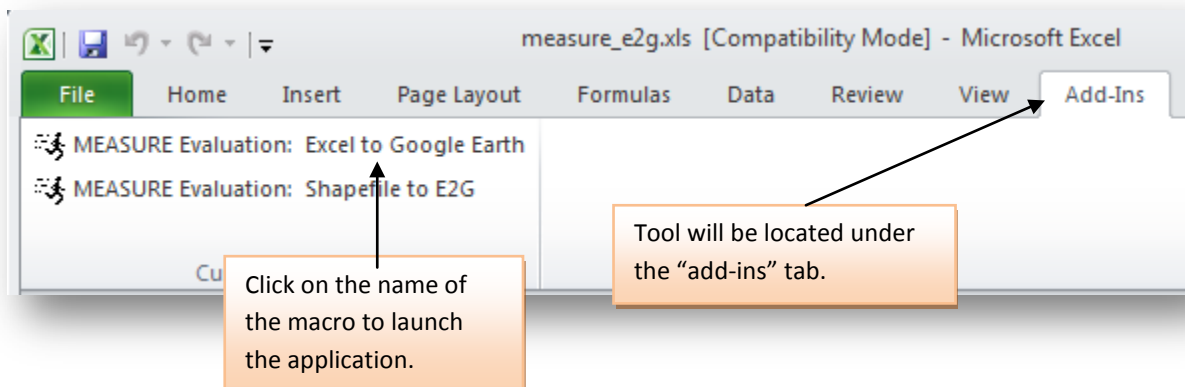 measure_e2g.xls [Compatibility Mode] - Microsoft Excel
File Home Insert Page Layout Formulas Data Review View Add-Ins
MEASURE Evaluation: Excel to Google Earth
MEASURE Evaluation: Shapefile to E2G
Cu
Tool will be located under
the “add-ins” tab.
Click on the name of
the macro to launch
the application.